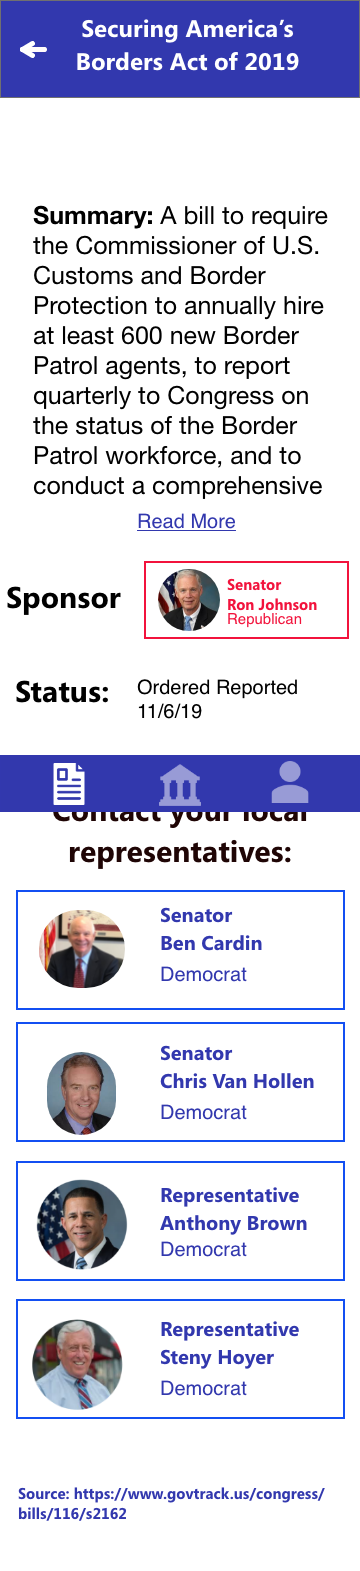 Securing America’s
Borders Act of 2019
Summary: A bill to require
the Commissioner of U.S.
Customs and Border
Protection to annually hire
at least 600 new Border
Patrol agents, to report
quarterly to Congress on
the status of the Border
Patrol workforce, and to
conduct a comprehensive
Read More
Sponsor
Senator
Ron Johnson
Republican
Status:
Ordered Reported
11/6/19
Contact your local
representatives:
Senator
Ben Cardin
Democrat
Senator
Chris Van Hollen
Democrat
Representative
Anthony Brown
Democrat
Representative
Steny Hoyer
Democrat
Source: https://www.govtrack.us/congress/
bills/116/s2162